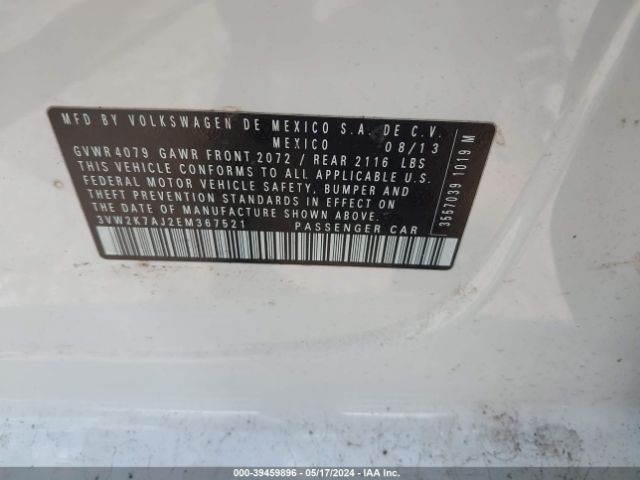 MFD BY VOLKSWAGEN DE MEXICO S.A. DE C.V.
MEXICO 08/13
GVWR 4079 GAWR FRONT 2072 / REAR 2116 LBS
THIS VEHICLE CONFORMS TO ALL APPLICABLE U.S.
FEDERAL MOTOR VEHICLE SAFETY, BUMPER AND
THEFT PREVENTION STANDARDS IN EFFECT ON
THE DATE OF MANUFACTURE SHOWN ABOVE.
3VW2K7AJ2EM367521 PASSENGER CAR
3557039 1019 M
000-39459896 - 05/17/2024 - IAA Inc.